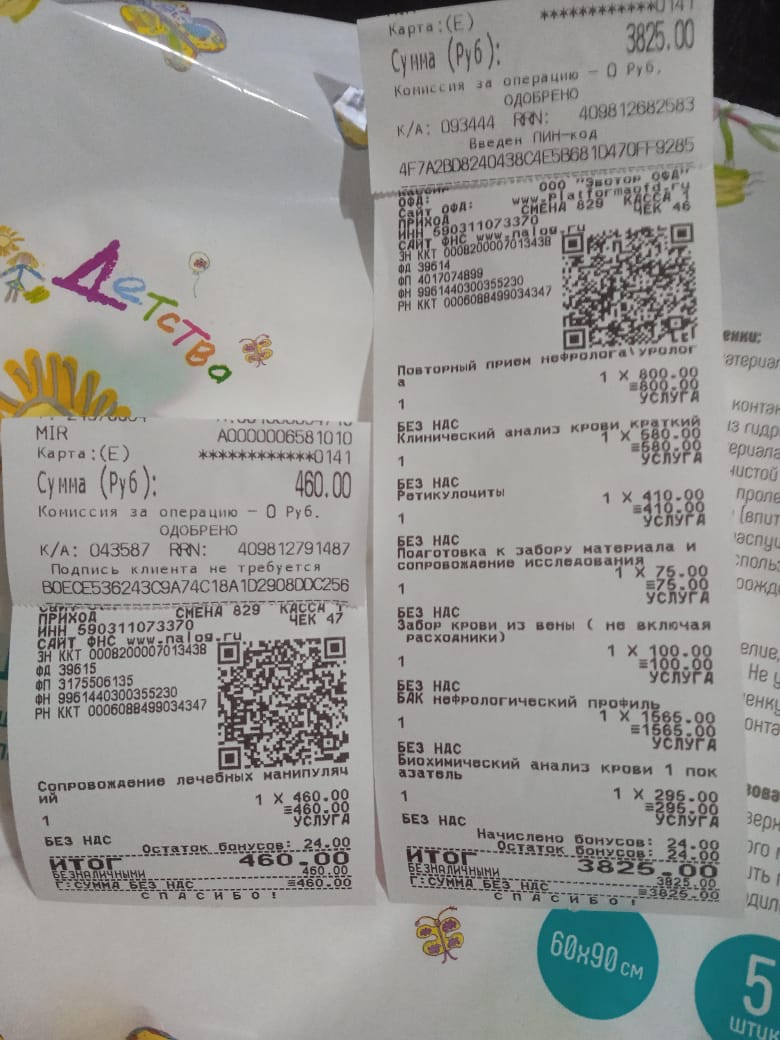 Детства
MIR A0000006581010
Карта:(E) ************0141
Сумма (Руб): 460.00
Комиссия за операцию – 0 Руб.
ОДОБРЕНО
К/А: 043587 RRN: 409812791487
Подпись клиента не требуется
B0ECE536243C9A74C18A1D2908DDC256
ПРИХОД СМЕНА 829 КАССА 1
ИНН 590311073370 ЧЕК 47
САЙТ ФНС www.nalog.ru
ЗН ККТ 0008200007013438
ФД 39615
ФП 3175506135
ФН 9961440300355230
РН ККТ 0006088499034347
Сопровождение лечебных манипуляч
ий
1 X 460.00
≡460.00
1 УСЛУГА
БЕЗ НДС
Остаток бонусов: 24.00
ИТОГ 460.00
БЕЗНАЛИЧНЫМИ 460.00
Г:СУММА БЕЗ НДС ≡460.00
СПАСИБО!
Карта:(E) ************0141
Сумма (Руб): 3825.00
Комиссия за операцию – 0 Руб.
ОДОБРЕНО
К/А: 093444 RRN: 409812682583
Введен ПИН-код
4F7A2BD8240438C4E5B681D470FF9285
ООО "Эвотор ОФД"
ОФД:
Сайт ОФД: www.platformaofd.ru
ПРИХОД СМЕНА 829 КАССА 1
ИНН 590311073370 ЧЕК 46
САЙТ ФНС www.nalog.ru
ЗН ККТ 0008200007013438
ФД 39614
ФП 4017074899
ФН 9961440300355230
РН ККТ 0006088499034347
Повторный прием нефролога\уролог
а
1 X 800.00
≡800.00
1 УСЛУГА
БЕЗ НДС
Клинический анализ крови краткий
1 X 580.00
≡580.00
1 УСЛУГА
БЕЗ НДС
Ретикулочиты
1 X 410.00
≡410.00
1 УСЛУГА
БЕЗ НДС
Подготовка к забору материала и
сопровождение исследования
1 X 75.00
≡75.00
1 УСЛУГА
БЕЗ НДС
Забор крови из вены ( не включая
расходники)
1 X 100.00
≡100.00
1 УСЛУГА
БЕЗ НДС
БАК нефрологический профиль
1 X 1565.00
≡1565.00
1 УСЛУГА
БЕЗ НДС
Биохимический анализ крови 1 пок
азатель
1 X 295.00
≡295.00
1 УСЛУГА
БЕЗ НДС
Начислено бонусов: 24.00
Остаток бонусов: 24.00
ИТОГ 3825.00
БЕЗНАЛИЧНЫМИ 3825.00
Г:СУММА БЕЗ НДС ≡3825.00
СПАСИБО!
60х90 см
5
штук